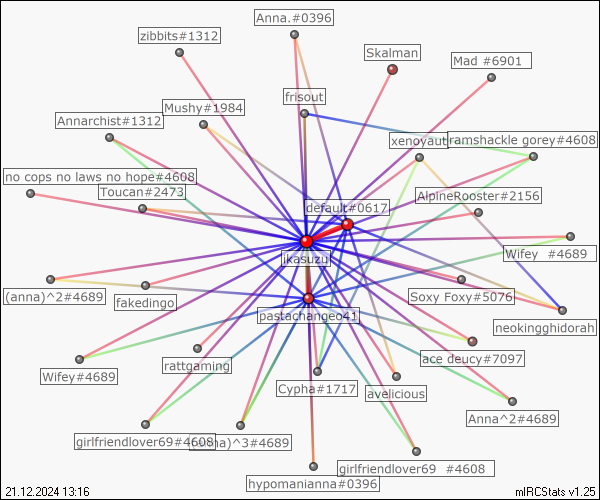 Anna.#0396
zibbits#1312
Skalman
Mad #6901
frisout
Mushy#1984
Annarchist#1312
xenoyaut
ramshackle gorey#4608
no cops no laws no hope#4608
Toucan#2473
AlpineRooster#2156
default#0617
jkasuzu
Wifey #4689
(anna)^2#4689
fakedingo
Soxy Foxy#5076
pastachangeo41
neokingghidorah
ace deucy#7097
rattgaming
Wifey#4689
Cypha#1717
avelicious
Anna^2#4689
girlfriendlover69#4608
)^3#4689
girlfriendlover69 #4608
hypomanianna#0396
21.12.2024 13:16
mIRCStats v1.25